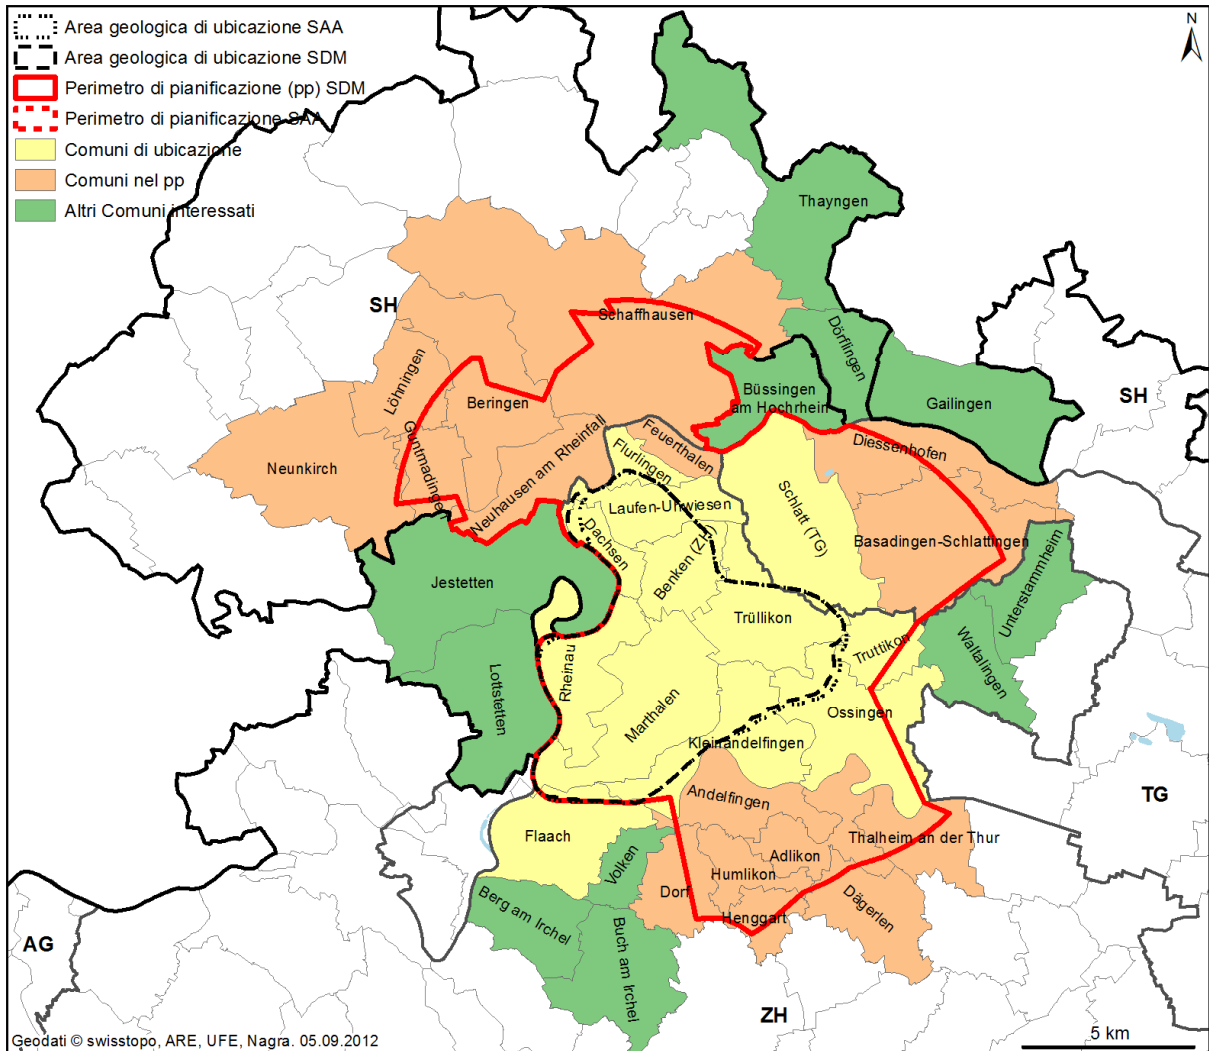 Area geologica di ubicazione SAA
Area geologica di ubicazione SDM
Perimetro di pianificazione (pp) SDM
Perimetro di pianificazione SAA
Comuni di ubicazione
Comuni nel pp
Altri Comuni interessati
N
Thayngen
SH
Schaffhausen
Dörflingen
Löhningen
Beringen
Büssingen
am Hochrhein
Gailingen
SH
Neunkirch
Guntmadingen
Neuhausen am Rheinfall
Feuerthalen
Flurlingen
Diessenhofen
Laufen-Uhwiesen
Schlatt (TG)
Basadingen-Schlattingen
Dachsen
Benken (ZH)
Jestetten
Trüllikon
Truttikon
Unterstammheim
Waltalingen
Rheinau
Lottstetten
Marthalen
Ossingen
Kleinandelfingen
Andelfingen
TG
Flaach
Thalheim an der Thur
Adlikon
Volken
Humlikon
Dorf
Dägerlen
Henggart
Berg am Irchel
Buch am Irchel
AG
ZH
5 km
Geodati © swisstopo, ARE, UFE, Nagra. 05.09.2012